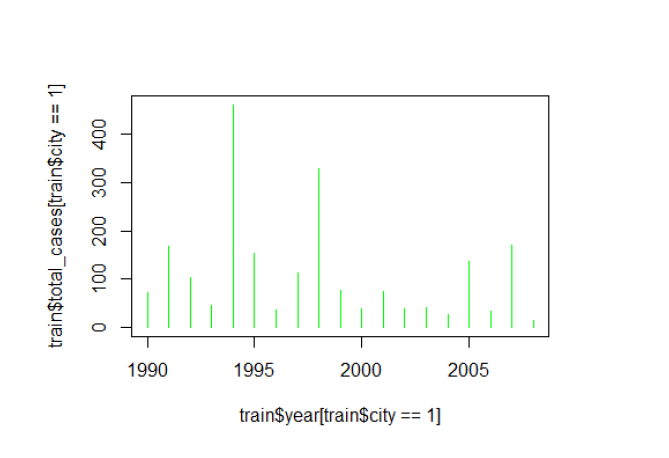 train$total_cases[train$city == 1]
400
300
200
100
0
1990 1995 2000 2005
train$year[train$city == 1]